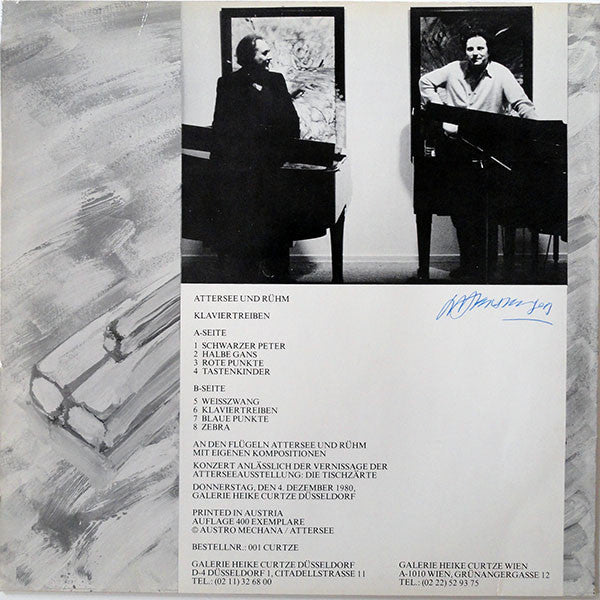 ATTERSEE UND RÜHM
KLAVIERTREIBEN
A-SEITE
1 SCHWARZER PETER
2 HALBE GANS
3 ROTE PUNKTE
4 TASTENKINDER
B-SEITE
5 WEISSZWANG
6 KLAVIERTREIBEN
7 BLAUE PUNKTE
8 ZEBRA
AN DEN FLÜGELN ATTERSEE UND RÜHM
MIT EIGENEN KOMPOSITIONEN
KONZERT ANLÄSSLICH DER VERNISSAGE DER
ATTERSEEAUSSTELLUNG: DIE TISCHZÄRTE
DONNERSTAG, DEN 4. DEZEMBER 1980,
GALERIE HEIKE CURTZE DÜSSELDORF
PRINTED IN AUSTRIA
AUFLAGE 400 EXEMPLARE
© AUSTRO MECHANA / ATTERSEE
BESTELLNR.: 001 CURTZE
GALERIE HEIKE CURTZE DÜSSELDORF
D-4 DÜSSELDORF 1, CITADELLSTRASSE 11
TEL.: (02 11) 32 68 00
GALERIE HEIKE CURTZE WIEN
A-1010 WIEN, GRÜNANGERGASSE 12
TEL.: (02 22) 52 93 75